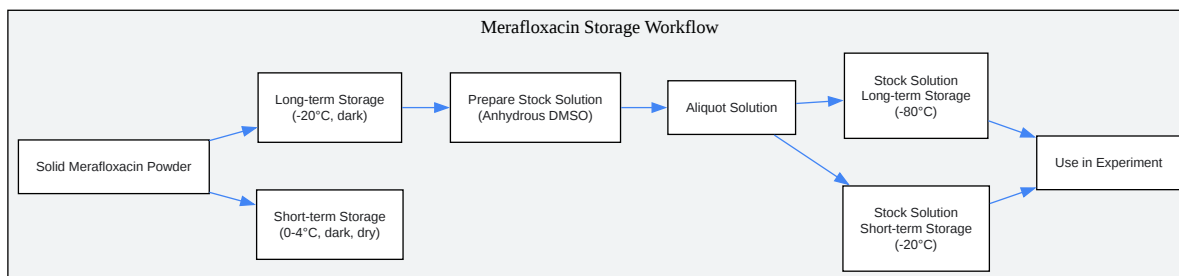 Merafloxacin Storage Workflow
Solid Merafloxacin Powder
Long-term Storage
(-20°C, dark)
Short-term Storage
(0-4°C, dark, dry)
Prepare Stock Solution
(Anhydrous DMSO)
Aliquot Solution
Stock Solution
Long-term Storage
(-80°C)
Stock Solution
Short-term Storage
(-20°C)
Use in Experiment